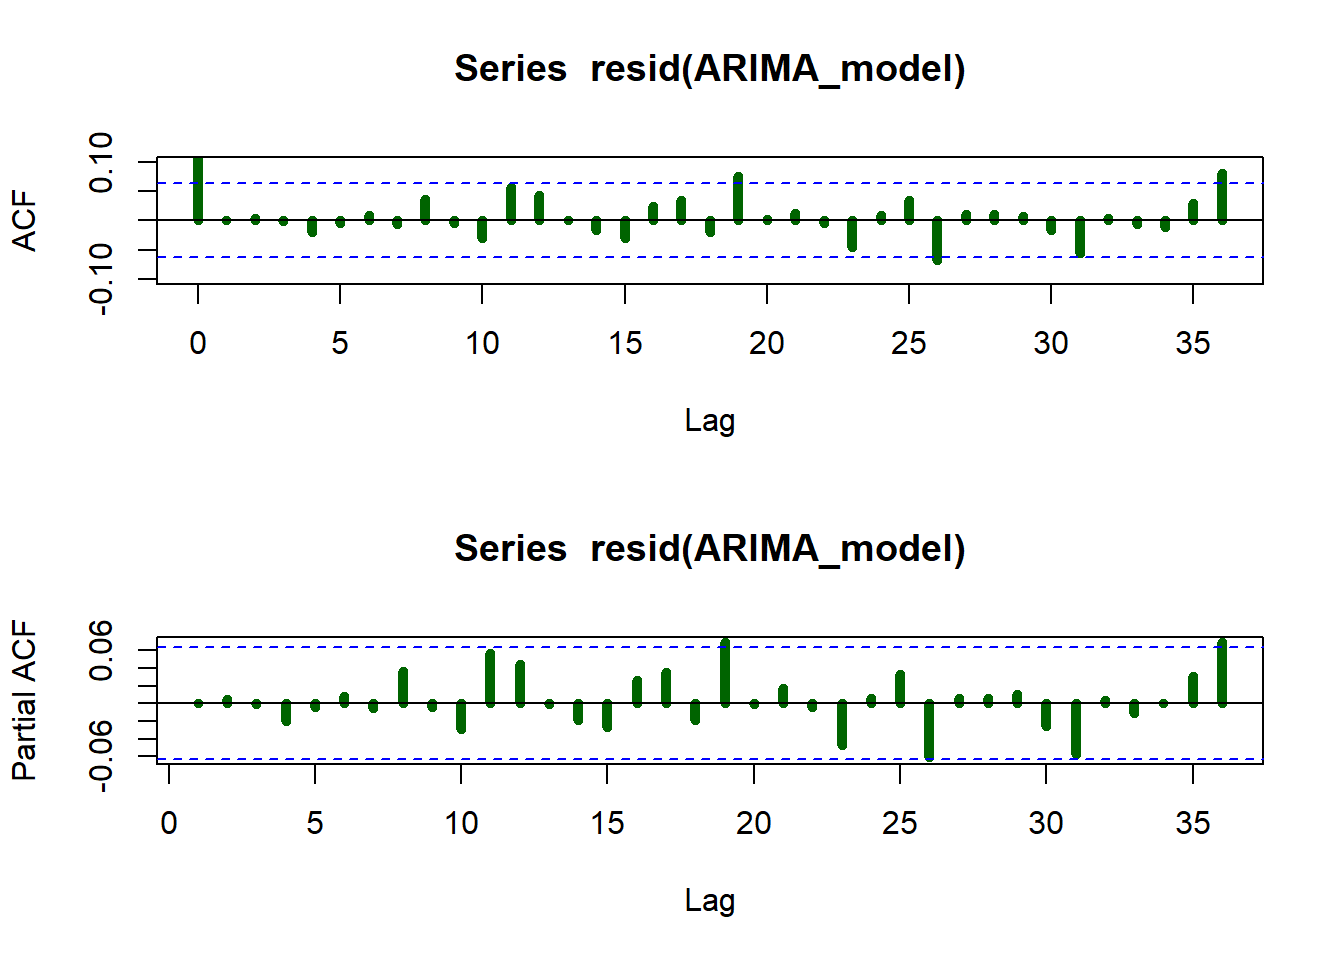 Series  resid(ARIMA_model)
ACF
0.10
-0.10
0 5 10 15 20 25 30 35
Lag
Series  resid(ARIMA_model)
Partial ACF
0.06
-0.06
0 5 10 15 20 25 30 35
Lag